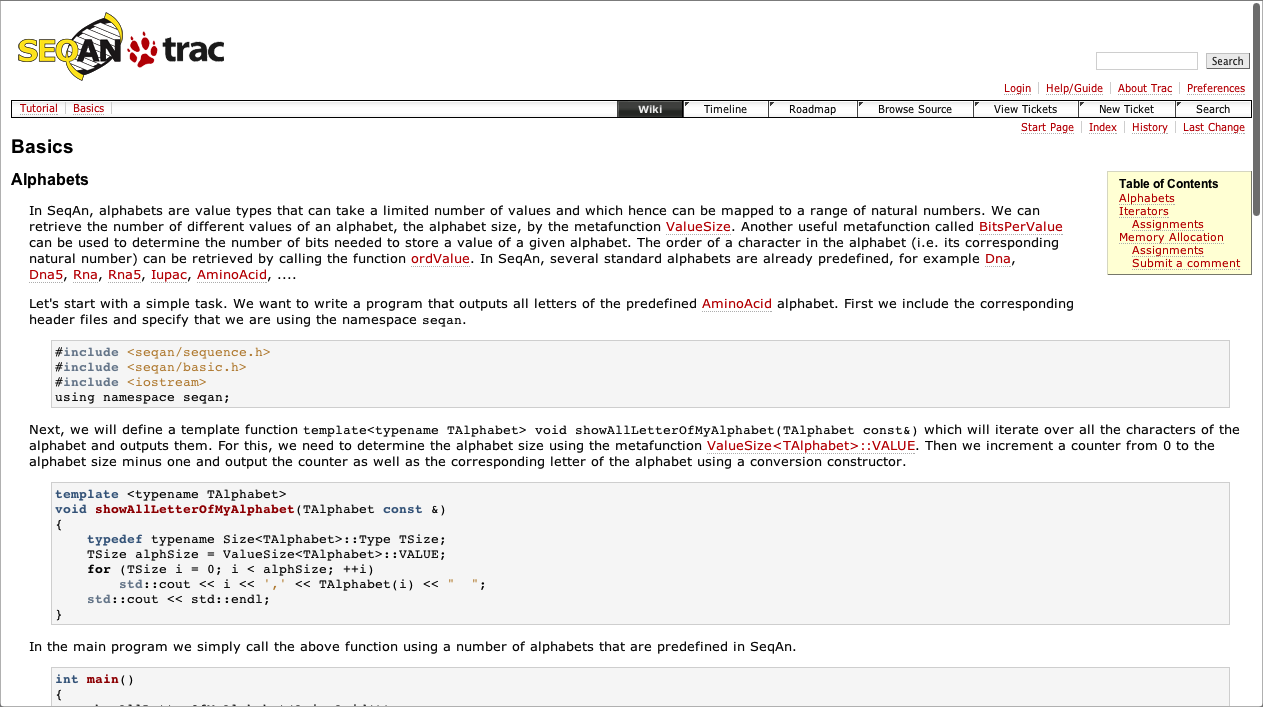 SEQAN trac
Search
Login Help/Guide About Trac Preferences
Tutorial Basics Wiki Timeline Roadmap Browse Source View Tickets New Ticket Search
Start Page Index History Last Change
Basics
Alphabets
Table of Contents
Alphabets
Iterators
Assignments
Memory Allocation
Assignments
Submit a comment
In SeqAn, alphabets are value types that can take a limited number of values and which hence can be mapped to a range of natural numbers. We can
retrieve the number of different values of an alphabet, the alphabet size, by the metafunction ValueSize. Another useful metafunction called BitsPerValue
can be used to determine the number of bits needed to store a value of a given alphabet. The order of a character in the alphabet (i.e. its corresponding
natural number) can be retrieved by calling the function ordValue. In SeqAn, several standard alphabets are already predefined, for example Dna,
Dna5, Rna, Rna5, Iupac, AminoAcid, ....
Let's start with a simple task. We want to write a program that outputs all letters of the predefined AminoAcid alphabet. First we include the corresponding
header files and specify that we are using the namespace seqan.
#include <seqan/sequence.h>
#include <seqan/basic.h>
#include <iostream>
using namespace seqan;
Next, we will define a template function template<typename TAlphabet> void showAllLetterOfMyAlphabet(TAlphabet const&) which will iterate over all the characters of the
alphabet and outputs them. For this, we need to determine the alphabet size using the metafunction ValueSize<TAlphabet>::VALUE. Then we increment a counter from 0 to the
alphabet size minus one and output the counter as well as the corresponding letter of the alphabet using a conversion constructor.
template <typename TAlphabet>
void showAllLetterOfMyAlphabet(TAlphabet const &)
{
    typedef typename Size<TAlphabet>::Type TSize;
    TSize alphSize = ValueSize<TAlphabet>::VALUE;
    for (TSize i = 0; i < alphSize; ++i)
        std::cout << i << ',' << TAlphabet(i) << "  ";
    std::cout << std::endl;
}
In the main program we simply call the above function using a number of alphabets that are predefined in SeqAn.
int main()
{